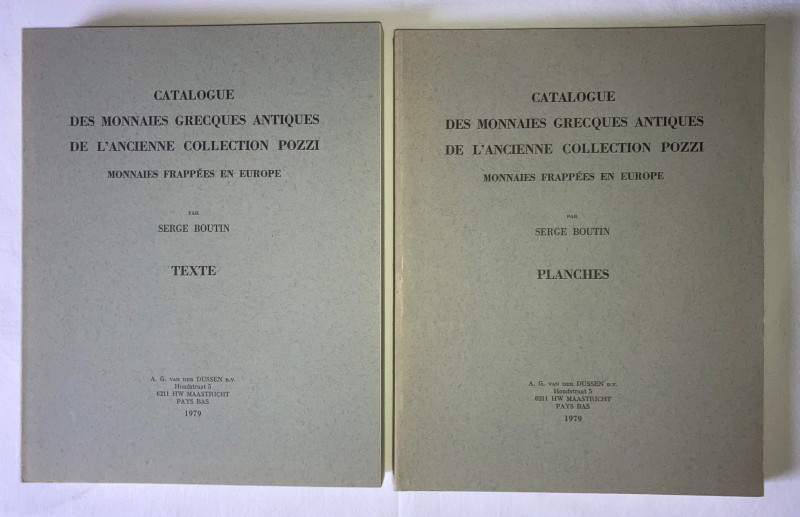 CATALOGUE
DES MONNAIES GRECQUES ANTIQUES
DE L'ANCIENNE COLLECTION POZZI
MONNAIES FRAPPÉES EN EUROPE
PAR
SERGE BOUTIN
TEXTE
A. G. VAN DER DUSSEN B.V.
Hondstraat 5
6211 HW MAASTRICHT
PAYS BAS
1979
CATALOGUE
DES MONNAIES GRECQUES ANTIQUES
DE L'ANCIENNE COLLECTION POZZI
MONNAIES FRAPPÉES EN EUROPE
PAR
SERGE BOUTIN
PLANCHES
A. G. VAN DER DUSSEN B.V.
Hondstraat 5
6211 HW MAASTRICHT
PAYS BAS
1979